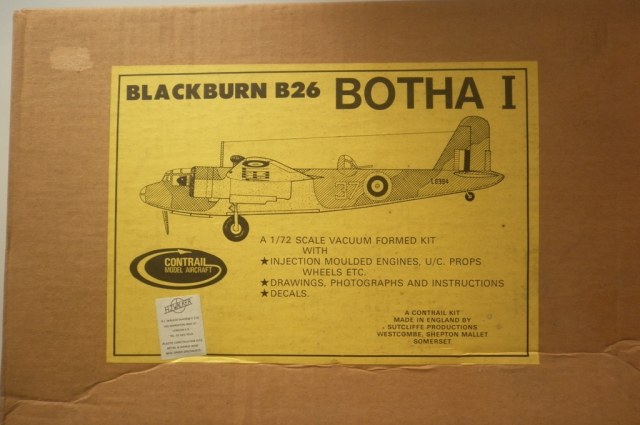 BLACKBURN B26 BOTHA I
37
L6394
A 1/72 SCALE VACUUM FORMED KIT
WITH
★INJECTION MOULDED ENGINES, U/C. PROPS
WHEELS ETC.
★DRAWINGS, PHOTOGRAPHS AND INSTRUCTIONS
★DECALS.
CONTRAIL
MODEL AIRCRAFT
A CONTRAIL KIT
MADE IN ENGLAND BY
SUTCLIFFE PRODUCTIONS
WESTCOMBE, SHEPTON MALLET
SOMERSET